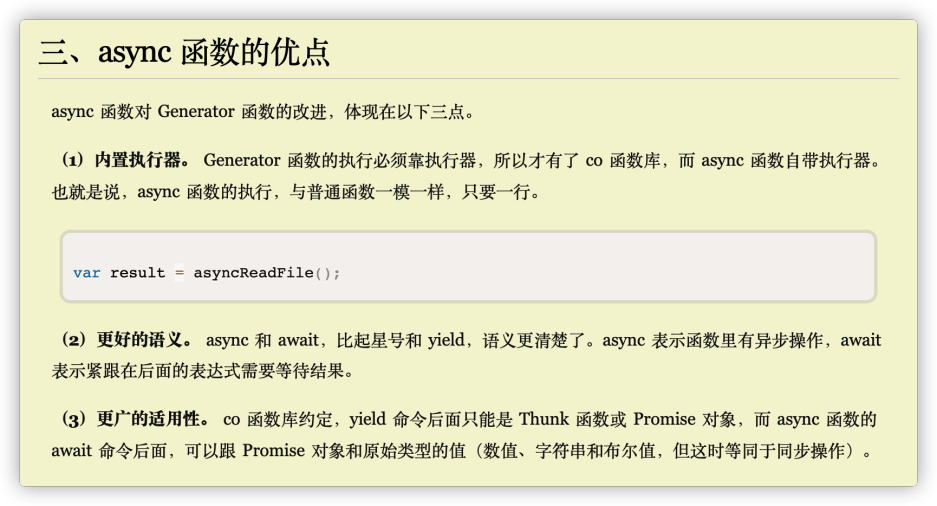 三、async 函数的优点
async 函数对 Generator 函数的改进，体现在以下三点。
（1）内置执行器。 Generator 函数的执行必须靠执行器，所以才有了 co 函数库，而 async 函数自带执行器。
也就是说，async 函数的执行，与普通函数一模一样，只要一行。
var result = asyncReadFile();
（2）更好的语义。 async 和 await，比起星号和 yield，语义更清楚了。async 表示函数里有异步操作，await
表示紧跟在后面的表达式需要等待结果。
（3）更广的适用性。 co 函数库约定，yield 命令后面只能是 Thunk 函数或 Promise 对象，而 async 函数的
await 命令后面，可以跟 Promise 对象和原始类型的值（数值、字符串和布尔值，但这时等同于同步操作）。